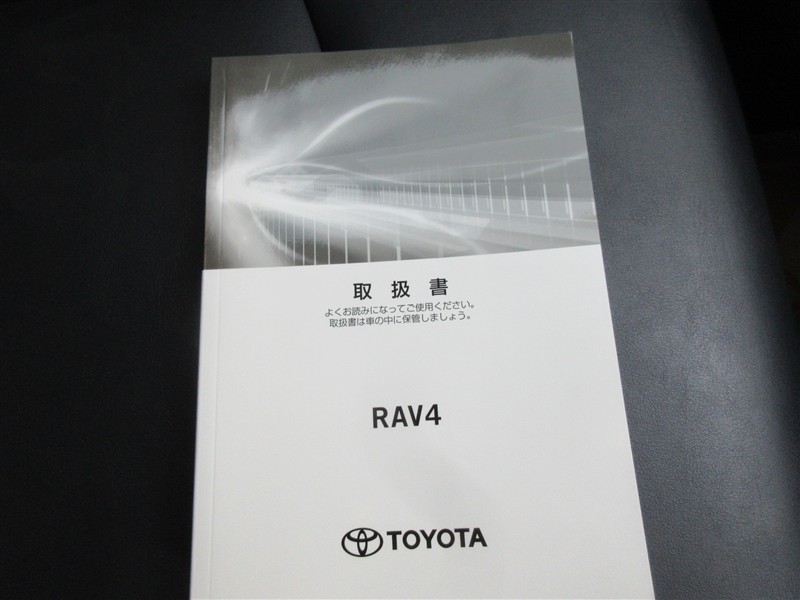 取扱書
よくお読みになってご使用ください。
取扱書は車の中に保管しましょう。
RAV4
TOYOTA